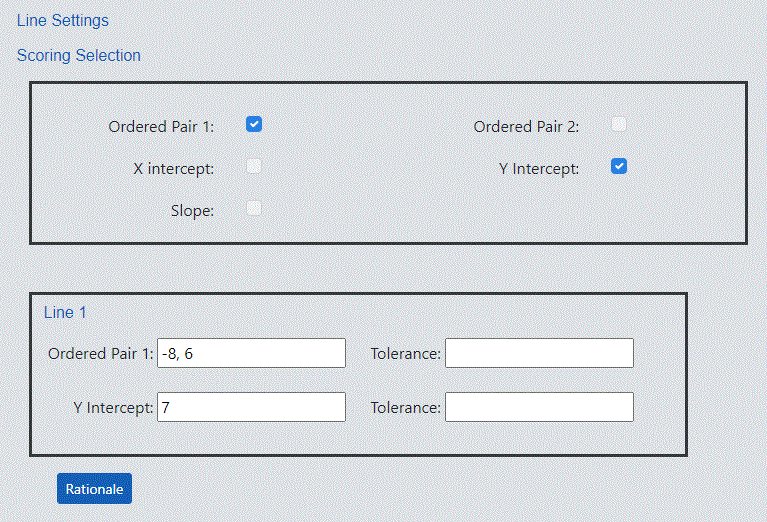 Line Settings
Scoring Selection
Ordered Pair 1: Ordered Pair 2:
X intercept: Y Intercept:
Slope:
Line 1
Ordered Pair 1: -8, 6 Tolerance:
Y Intercept: 7 Tolerance:
Rationale